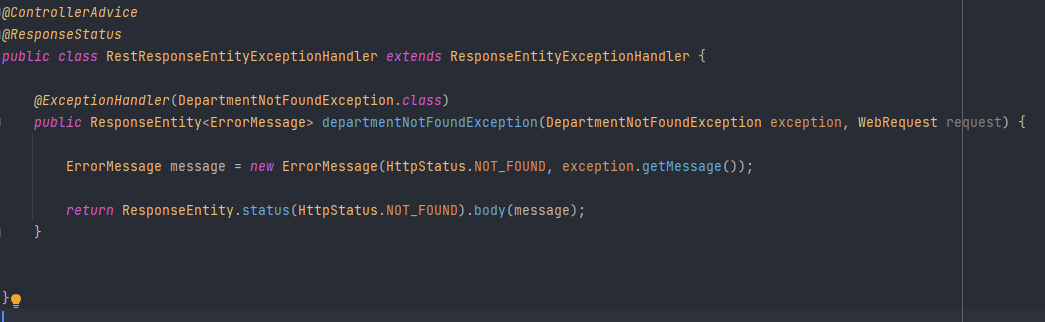 @ControllerAdvice
@ResponseStatus
public class RestResponseEntityExceptionHandler extends ResponseEntityExceptionHandler {
@ExceptionHandler(DepartmentNotFoundException.class)
public ResponseEntity<ErrorMessage> departmentNotFoundException(DepartmentNotFoundException exception, WebRequest request) {
ErrorMessage message = new ErrorMessage(HttpStatus.NOT_FOUND, exception.getMessage());
return ResponseEntity.status(HttpStatus.NOT_FOUND).body(message);
}
}